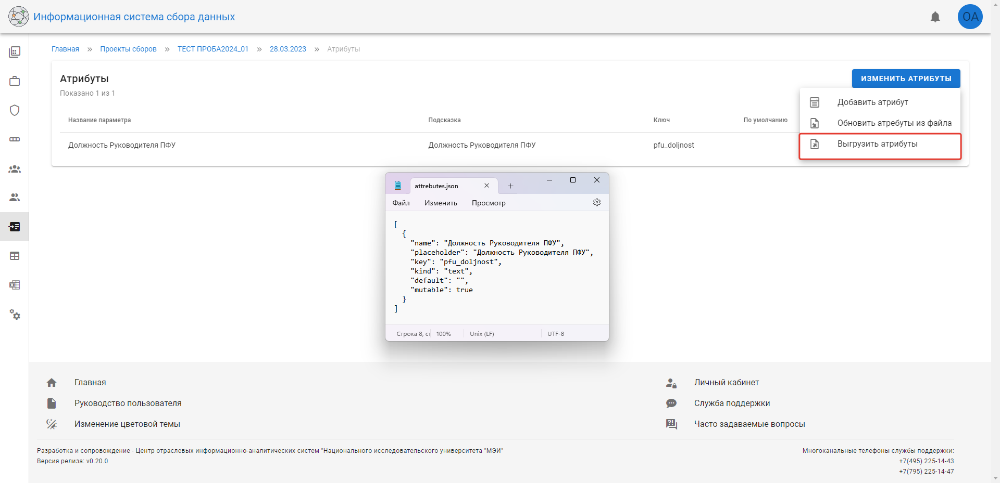 Информационная система сбора данных
ОА
Главная » Проекты сборов » ТЕСТ ПРОБА2024_01 » 28.03.2023 » Атрибуты
Атрибуты
Показано 1 из 1
ИЗМЕНИТЬ АТРИБУТЫ
Добавить атрибут
Обновить атребуты из файла
Выгрузить атрибуты
Название параметра Подсказка Ключ По умолчанию
Должность Руководителя ПФУ Должность Руководителя ПФУ pfu_doljnost
attrebutes.json
Файл Изменить Просмотр
[
{
"name": "Должность Руководителя ПФУ",
"placeholder": "Должность Руководителя ПФУ",
"key": "pfu_doljnost",
"kind": "text",
"default": "",
"mutable": true
}
]
Строка 8, ст 100% Unix (LF) UTF-8
Главная
Руководство пользователя
Изменение цветовой темы
Личный кабинет
Служба поддержки
Часто задаваемые вопросы
Разработка и сопровождение - Центр отраслевых информационно-аналитических систем "Национального исследовательского университета "МЭИ"
Версия релиза: v0.20.0
Многоканальные телефоны службы поддержки:
+7(495) 225-14-43
+7(795) 225-14-47